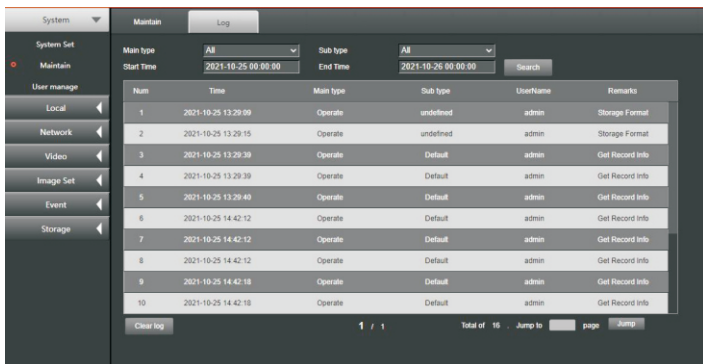 System
Maintain
Log
System Set
Maintain
User manage
Local
Network
Video
Image Set
Event
Storage
Main type All Sub type All
Start Time 2021-10-25 00:00:00 End Time 2021-10-26 00:00:00 Search
Num Time Main type Sub type UserName Remarks
1 2021-10-25 13:29:09 Operate undefined admin Storage Format
2 2021-10-25 13:29:15 Operate undefined admin Storage Format
3 2021-10-25 13:29:39 Operate Default admin Get Record Info
4 2021-10-25 13:29:39 Operate Default admin Get Record Info
5 2021-10-25 13:29:40 Operate Default admin Get Record Info
6 2021-10-25 14:42:12 Operate Default admin Get Record Info
7 2021-10-25 14:42:12 Operate Default admin Get Record Info
8 2021-10-25 14:42:12 Operate Default admin Get Record Info
9 2021-10-25 14:42:18 Operate Default admin Get Record Info
10 2021-10-25 14:42:18 Operate Default admin Get Record Info
Clear log 1 / 1 Total of 16 . Jump to page Jump